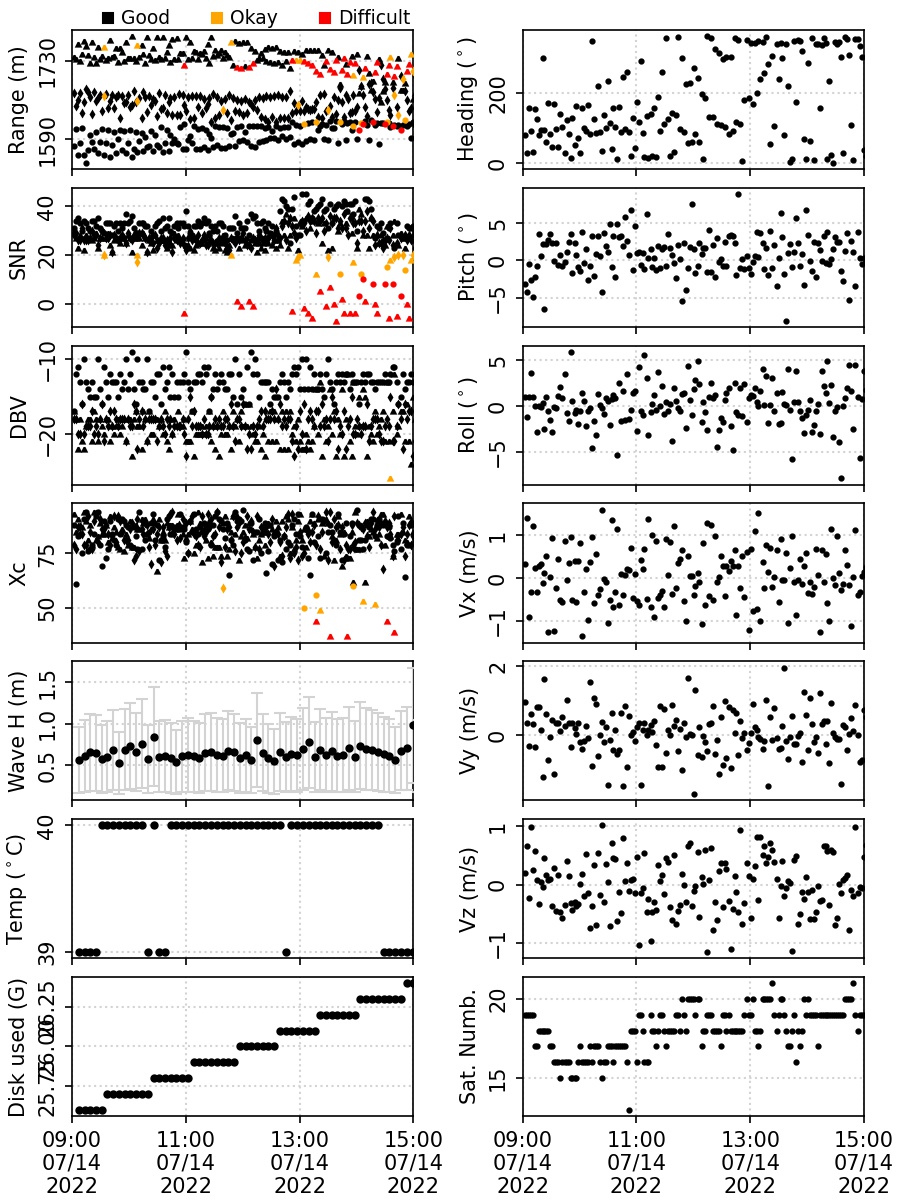 Good Okay Difficult
Range (m)
1730
1590
Heading (°)
200
0
SNR
40
20
0
Pitch (°)
5
0
−5
DBV
−10
−20
Roll (°)
5
0
−5
Xc
75
50
Vx (m/s)
1
0
−1
Wave H (m)
1.5
1.0
0.5
Vy (m/s)
2
0
Temp (°C)
40
39
Vz (m/s)
1
0
−1
Disk used (G)
26.25
26.00
25.75
Sat. Numb.
20
15
09:00 11:00 13:00 15:00
07/14 07/14 07/14 07/14
2022 2022 2022 2022
09:00 11:00 13:00 15:00
07/14 07/14 07/14 07/14
2022 2022 2022 2022